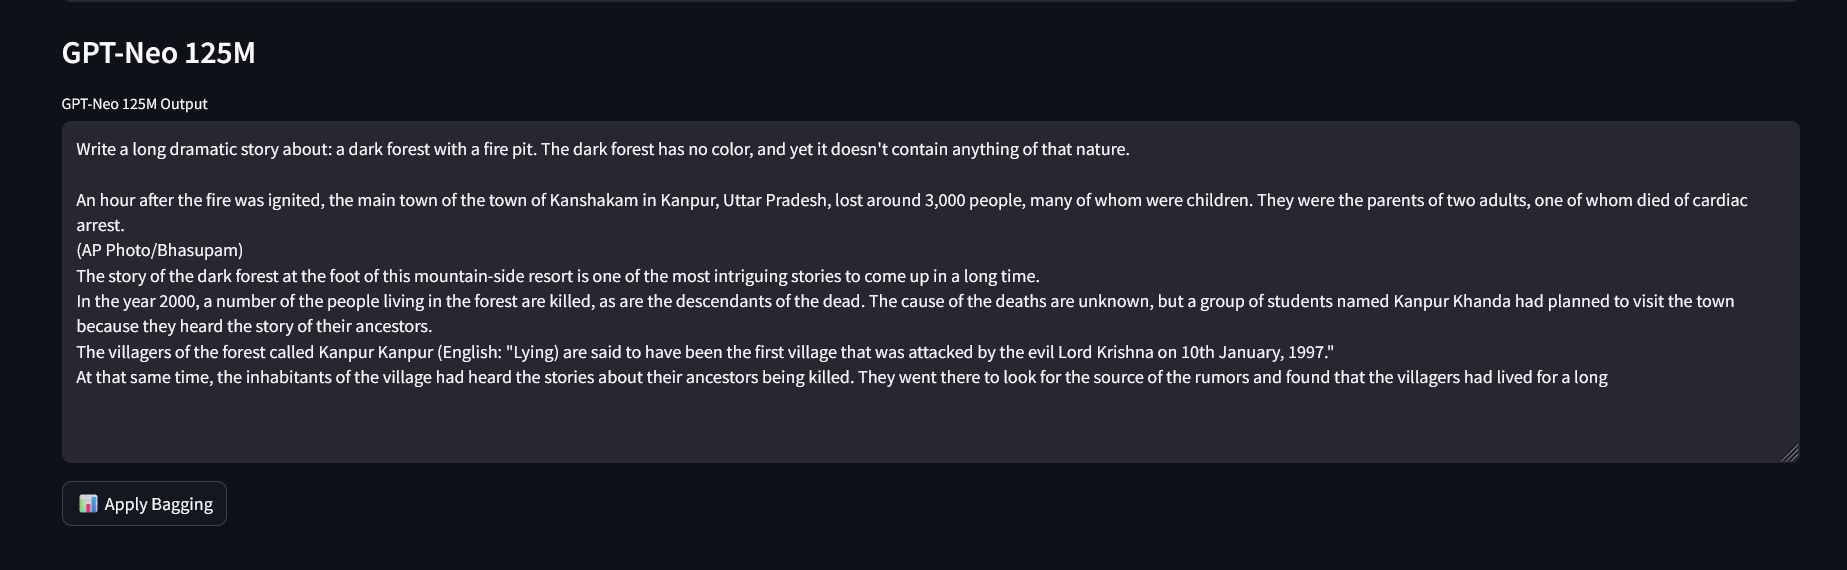 GPT-Neo 125M
GPT-Neo 125M Output
Write a long dramatic story about: a dark forest with a fire pit. The dark forest has no color, and yet it doesn't contain anything of that nature.
An hour after the fire was ignited, the main town of the town of Kanshakam in Kanpur, Uttar Pradesh, lost around 3,000 people, many of whom were children. They were the parents of two adults, one of whom died of cardiac
arrest.
(AP Photo/Bhasupam)
The story of the dark forest at the foot of this mountain-side resort is one of the most intriguing stories to come up in a long time.
In the year 2000, a number of the people living in the forest are killed, as are the descendants of the dead. The cause of the deaths are unknown, but a group of students named Kanpur Khanda had planned to visit the town
because they heard the story of their ancestors.
The villagers of the forest called Kanpur Kanpur (English: "Lying) are said to have been the first village that was attacked by the evil Lord Krishna on 10th January, 1997."
At that same time, the inhabitants of the village had heard the stories about their ancestors being killed. They went there to look for the source of the rumors and found that the villagers had lived for a long
Apply Bagging